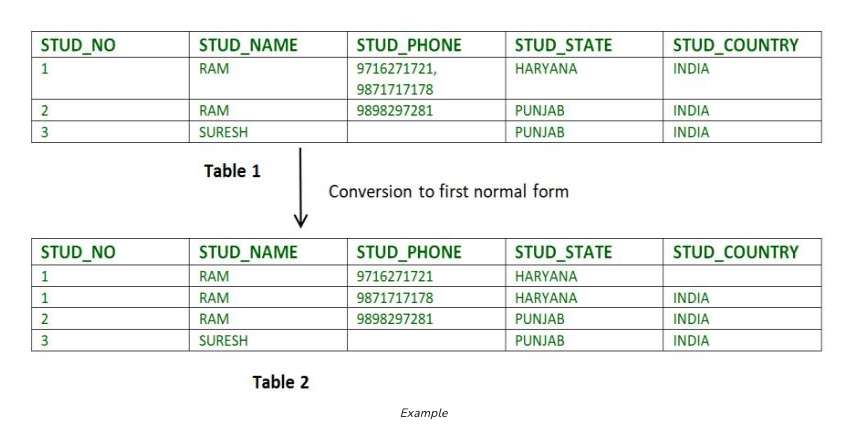 STUD_NO STUD_NAME STUD_PHONE STUD_STATE STUD_COUNTRY
1 RAM 9716271721, HARYANA INDIA
9871717178
2 RAM 9898297281 PUNJAB INDIA
3 SURESH PUNJAB INDIA
Table 1
Conversion to first normal form
STUD_NO STUD_NAME STUD_PHONE STUD_STATE STUD_COUNTRY
1 RAM 9716271721 HARYANA
1 RAM 9871717178 HARYANA INDIA
2 RAM 9898297281 PUNJAB INDIA
3 SURESH PUNJAB INDIA
Table 2
Example